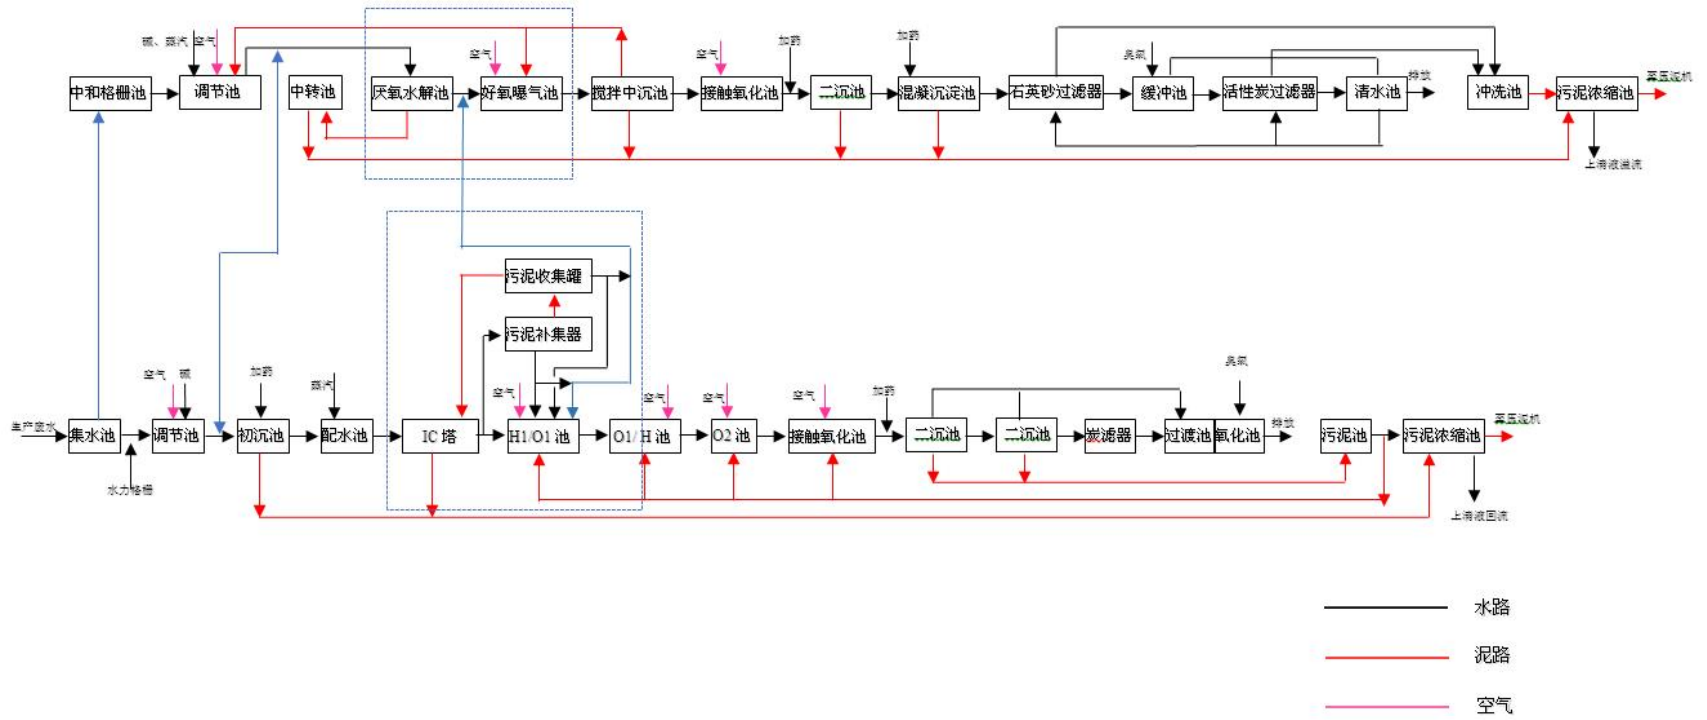 碱、蒸汽 空气 空气 空气 加药 加药 臭氧 排放 至压泥机
中和格栅池 调节池 中转池 厌氧水解池 好氧曝气池 搅拌中沉池 接触氧化池 二沉池 混凝沉淀池 石英砂过滤器 缓冲池 活性炭过滤器 清水池 冲洗池 污泥浓缩池
上清液溢流
污泥收集罐
污泥补集器
空气 碱 加药 蒸汽 空气 空气 空气 空气 加药 臭氧 排放 至压泥机
生产废水 集水池 调节池 初沉池 配水池 IC 塔 H1/O1 池 O1/ H 池 O2 池 接触氧化池 二沉池 二沉池 炭滤器 过渡池 氧化池 污泥池 污泥浓缩池
水力格栅
上清液回流
水路
泥路
空气